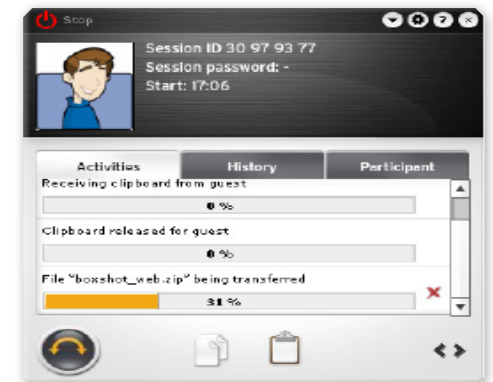 Stop
Session ID 30 97 93 77
Session password: -
Start: 17:06
Activities History Participant
Receiving clipboard from guest
0 %
Clipboard released for guest
0 %
File "boxshot_web.zip" being transferred
31 %